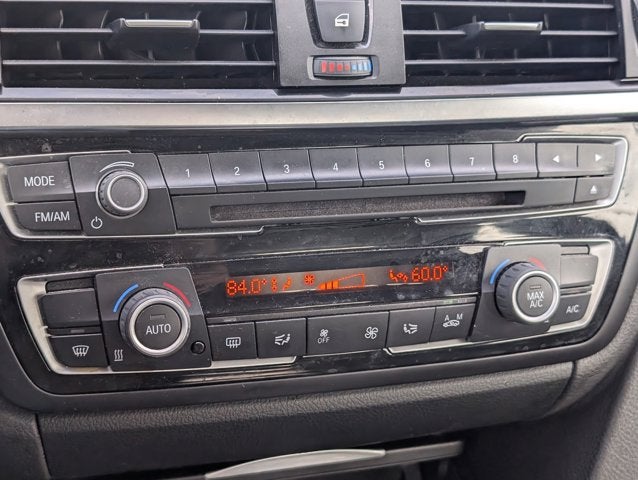 1 2 3 4 5 6 7 8
MODE
FM/AM
84.0° 60.0°
AUTO
MAX
A/C
A M
OFF
A/C